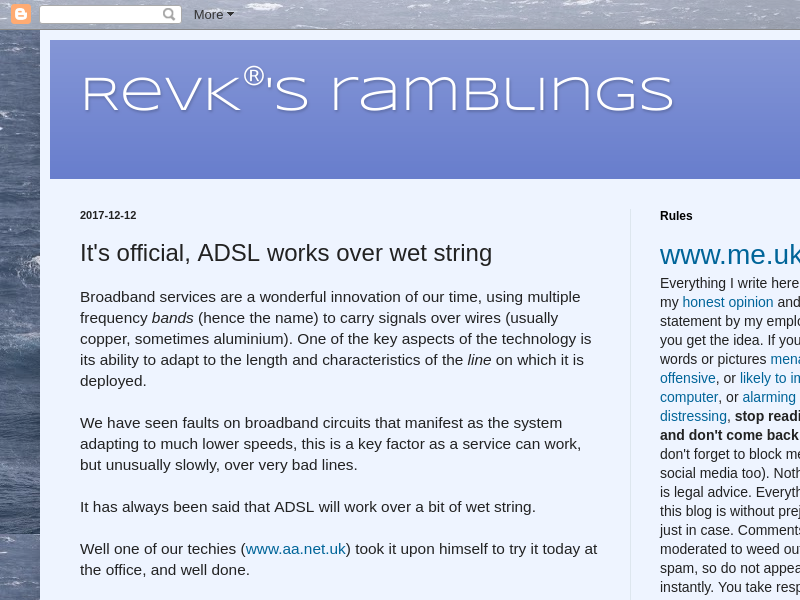 More
RevK®'s ramblings
2017-12-12
It's official, ADSL works over wet string
Broadband services are a wonderful innovation of our time, using multiple
frequency bands (hence the name) to carry signals over wires (usually
copper, sometimes aluminium). One of the key aspects of the technology is
its ability to adapt to the length and characteristics of the line on which it is
deployed.
We have seen faults on broadband circuits that manifest as the system
adapting to much lower speeds, this is a key factor as a service can work,
but unusually slowly, over very bad lines.
It has always been said that ADSL will work over a bit of wet string.
Well one of our techies (www.aa.net.uk) took it upon himself to try it today at
the office, and well done.
Rules
www.me.uk
Everything I write here
my honest opinion and
statement by my
you get the idea. If you
words or pictures
offensive, or likely to
computer, or alarming
distressing, stop
and don't come back
don't forget to block me
social media too).
is legal advice.
this blog is without
just in case. Comments
moderated to weed out
spam, so do not appear
instantly. You take